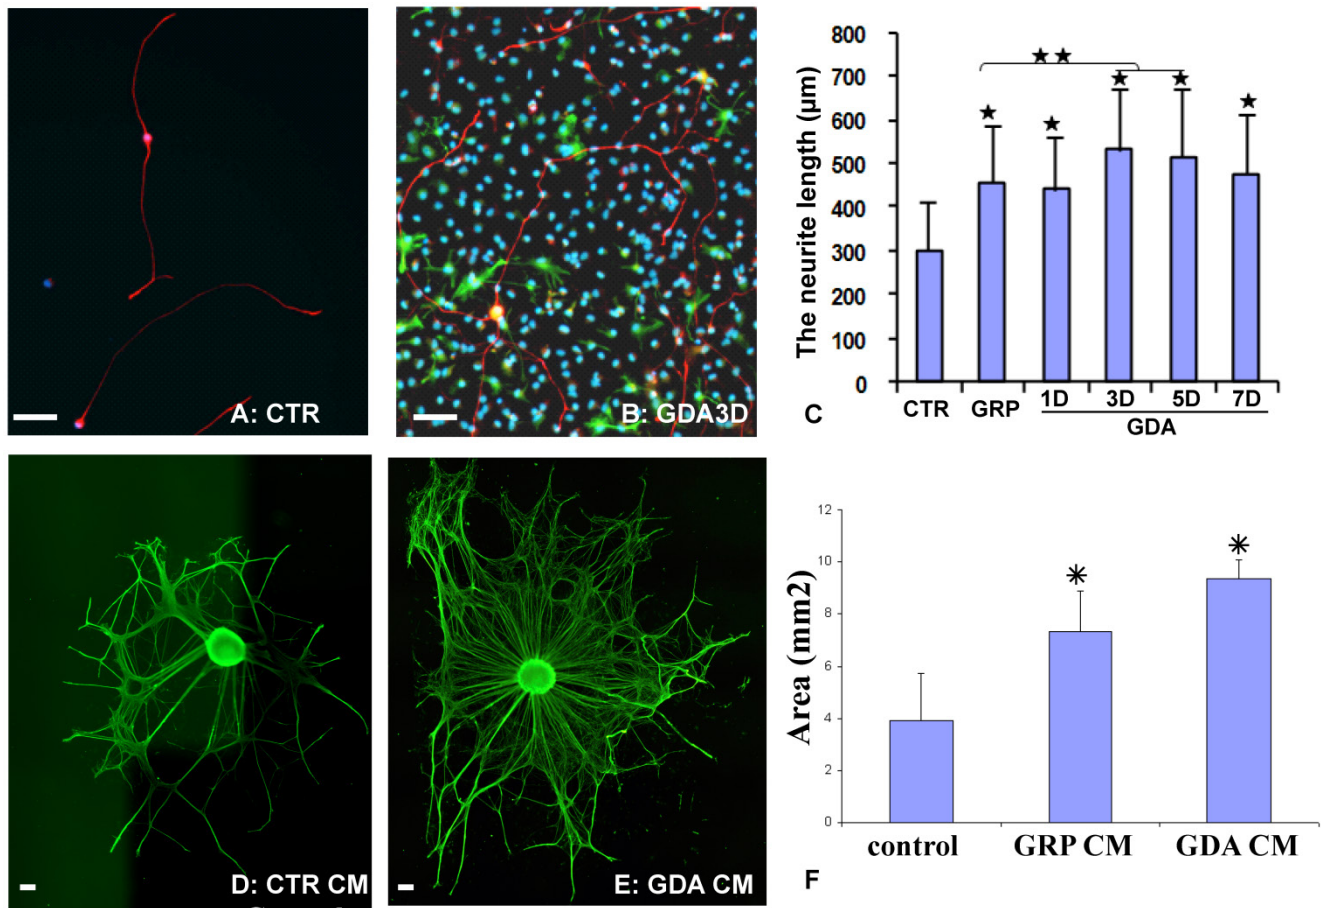 A: CTR
B: GDA3D
The neurite length (µm)
800
700
600
500
400
300
200
800
0
★★
★ ★ ★ ★ ★
CTR GRP 1D 3D 5D 7D
GDA
C
D: CTR CM
E: GDA CM
Area (mm2)
12
10
8
6
4
2
0
* *
control GRP CM GDA CM
F